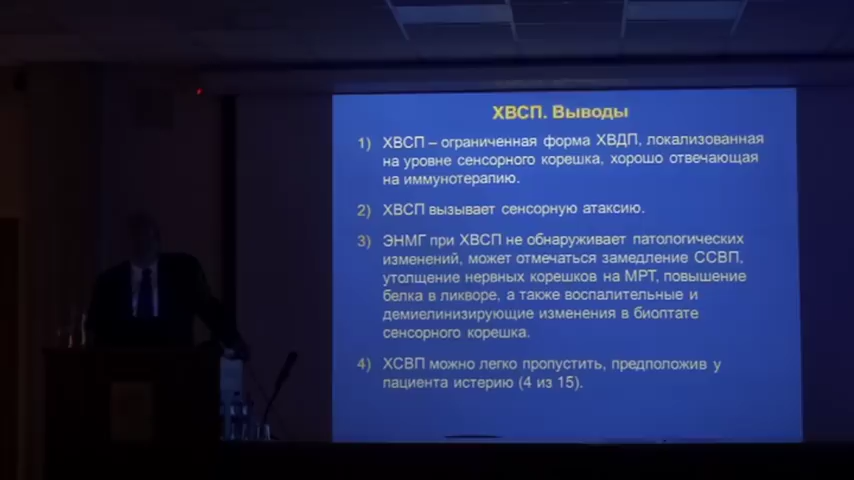 ХВСП. Выводы
1) ХВСП – ограниченная форма ХВДП, локализованная
на уровне сенсорного корешка, хорошо отвечающая
на иммунотерапию.
2) ХВСП вызывает сенсорную атаксию.
3) ЭНМГ при ХВСП не обнаруживает патологических
изменений, может отмечаться замедление ССВП,
утолщение нервных корешков на МРТ, повышение
белка в ликворе, а также воспалительные и
демиелинизирующие изменения в биоптате
сенсорного корешка.
4) ХСВП можно легко пропустить, предположив у
пациента истерию (4 из 15).